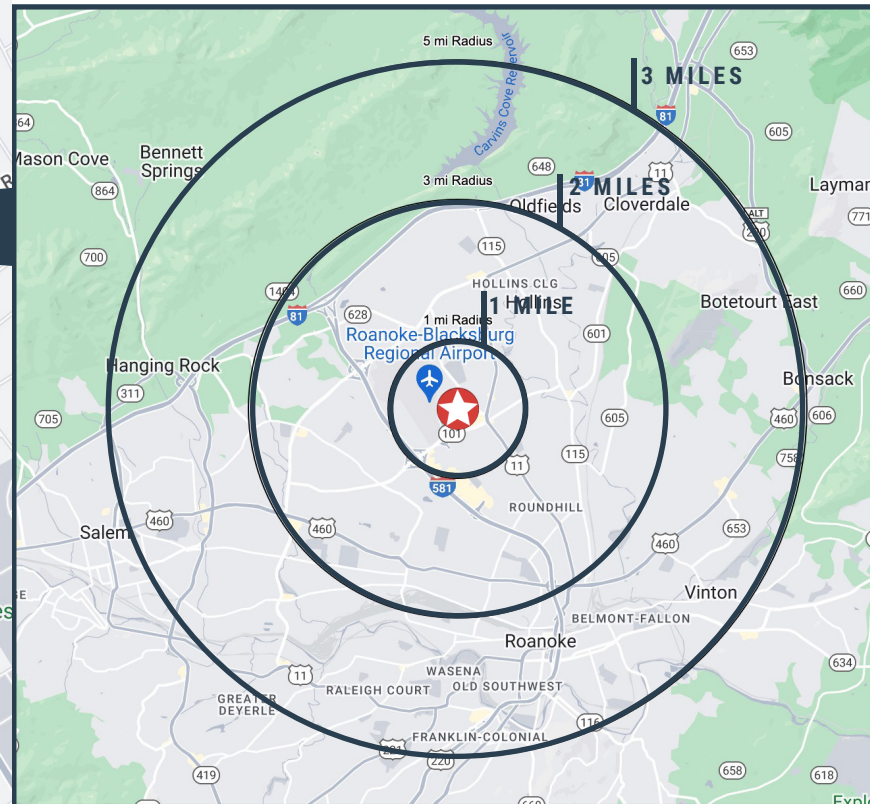 5 mi Radius
3 MILES
653
81
605
64
Mason Cove
Bennett
Springs
Carvins Cove Reservoir
648
11
864
3 mi Radius
2 MILES
Oldfields
Cloverdale
ALT
220
771
700
115
605
HOLLINS CLG
Hollins
1 MILE
660
Botetourt East
81
628
1 mi Radius
601
Roanoke-Blacksburg
Regional Airport
Hanging Rock
311
Bonsack
705
605
460
606
101
115
11
758
581
ROUNDHILL
460
460
653
Salem
460
Vinton
BELMONT-FALLON
Roanoke
634
11
WASENA
RALEIGH COURT
OLD SOUTHWEST
GREATER
DEYERLE
116
FRANKLIN-COLONIAL
220
419
658
618